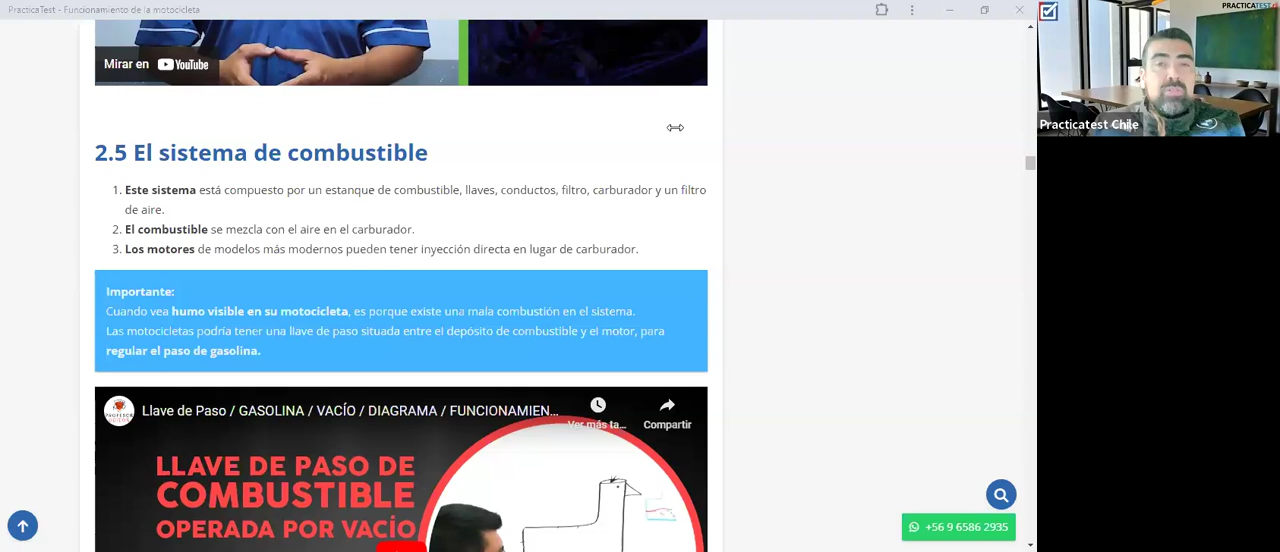 PracticaTest - Funcionamiento de la motocicleta
PRACTICATEST
Mirar en YouTube
Practicatest Chile
2.5 El sistema de combustible
1. Este sistema está compuesto por un estanque de combustible, llaves, conductos, filtro, carburador y un filtro
de aire.
2. El combustible se mezcla con el aire en el carburador.
3. Los motores de modelos más modernos pueden tener inyección directa en lugar de carburador.
Importante:
Cuando vea humo visible en su motocicleta, es porque existe una mala combustión en el sistema.
Las motocicletas podría tener una llave de paso situada entre el depósito de combustible y el motor, para
regular el paso de gasolina.
Llave de Paso / GASOLINA / VACÍO / DIAGRAMA / FUNCIONAMIEN...
Ver más ta...
Compartir
LLAVE DE PASO DE
COMBUSTIBLE
OPERADA POR VACÍO
+56 9 6586 2935